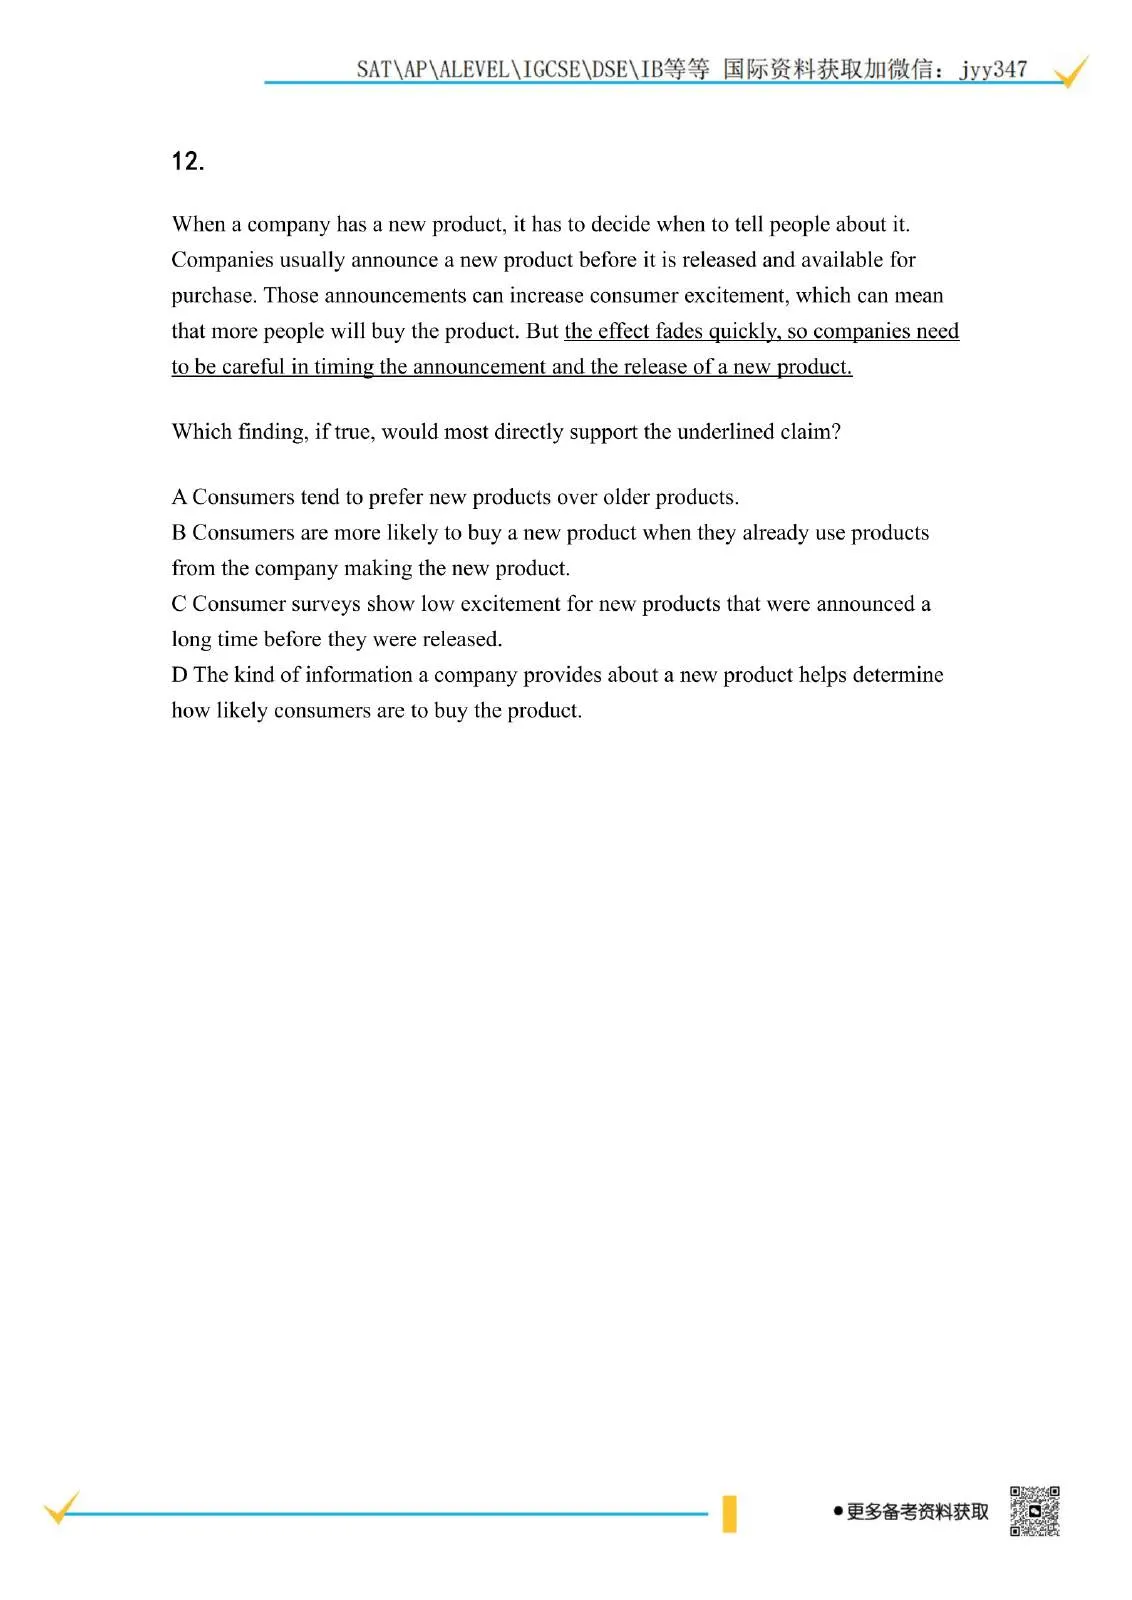 SAT\AP\ALEVEL\IGCSE\DSE\IB等等 国际资料获取加微信：jyy347
12.
When a company has a new product, it has to decide when to tell people about it.
Companies usually announce a new product before it is released and available for
purchase. Those announcements can increase consumer excitement, which can mean
that more people will buy the product. But the effect fades quickly, so companies need
to be careful in timing the announcement and the release of a new product.
Which finding, if true, would most directly support the underlined claim?
A Consumers tend to prefer new products over older products.
B Consumers are more likely to buy a new product when they already use products
from the company making the new product.
C Consumer surveys show low excitement for new products that were announced a
long time before they were released.
D The kind of information a company provides about a new product helps determine
how likely consumers are to buy the product.
●更多备考资料获取